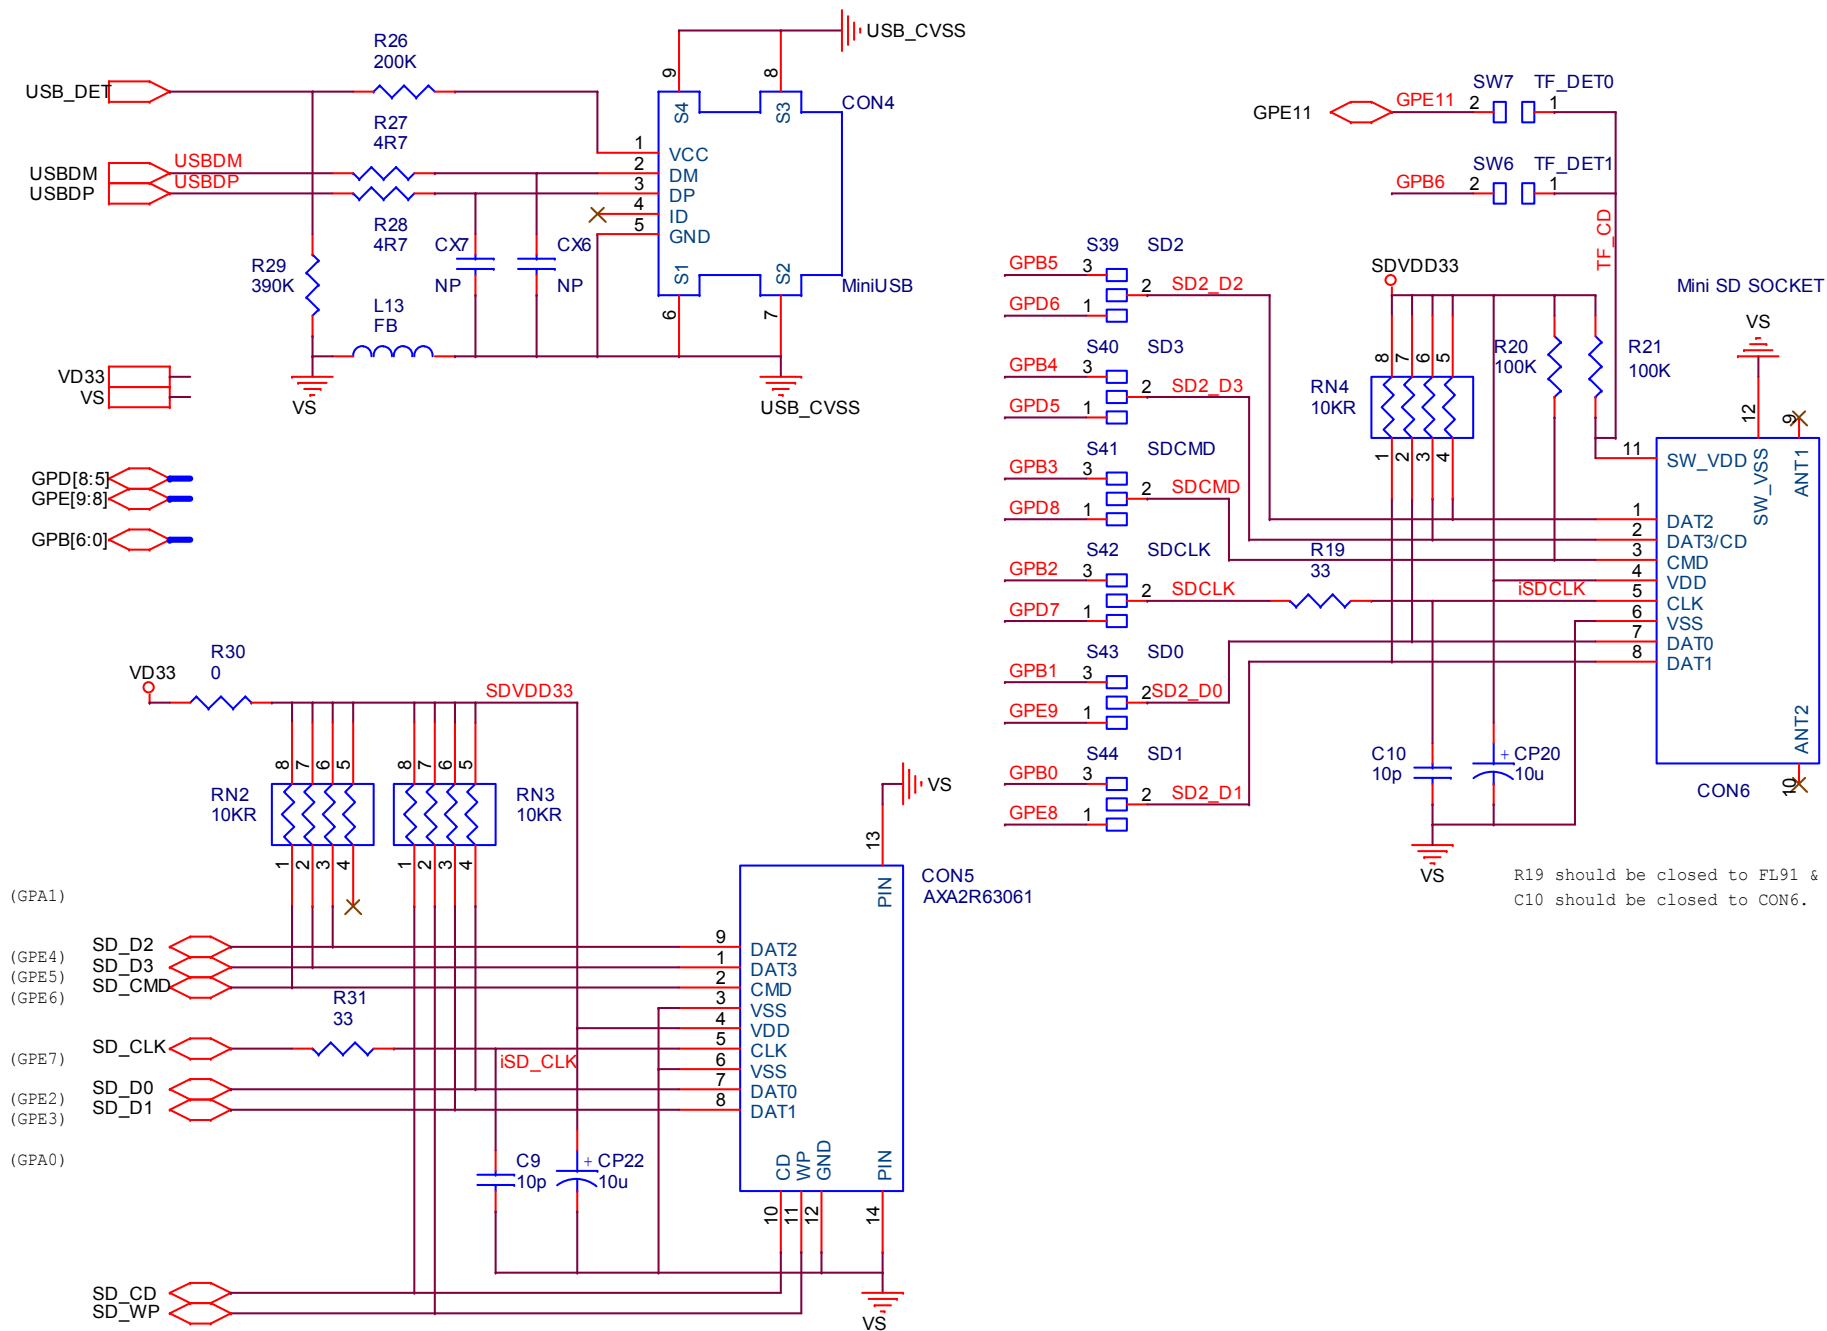 R26
200K
USB_DET
USB_CVSS
9
8
S4
S3
CON4
R27
4R7
1
VCC
USBDM
USBDM
2
DM
USBDP
USBDP
3
DP
4
ID
R28
4R7
5
GND
CX7
NP
CX6
NP
R29
390K
L13
FB
S1
S2
MiniUSB
6
7
VS
USB_CVSS
VD33
VS
GPD[8:5]
GPE[9:8]
GPB[6:0]
GPE11
GPE11
2
SW7
TF_DET0
1
GPB6
2
SW6
TF_DET1
1
TF_CD
S39
SD2
GPB5
3
2
SD2_D2
GPD6
1
S40
SD3
GPB4
3
2
SD2_D3
GPD5
1
S41
SDCMD
GPB3
3
2
SDCMD
GPD8
1
S42
SDCLK
GPB2
3
2
SDCLK
GPD7
1
R19
33
iSDCLK
S43
SD0
GPB1
3
2
SD2_D0
GPE9
1
S44
SD1
GPB0
3
2
SD2_D1
GPE8
1
SDVDD33
8
7
6
5
RN4
10KR
1
2
3
4
R20
100K
R21
100K
Mini SD SOCKET
VS
12
9
11
SW_VDD
SW_VSS
ANT1
1
DAT2
2
DAT3/CD
3
CMD
4
VDD
5
CLK
6
VSS
7
DAT0
8
DAT1
ANT2
10
CON6
C10
10p
+
CP20
10u
VS
R19 should be closed to FL91 &
C10 should be closed to CON6.
VD33
R30
0
SDVDD33
8
7
6
5
8
7
6
5
RN2
10KR
RN3
10KR
1
2
3
4
1
2
3
4
VS
13
PIN
CON5
AXA2R63061
(GPA1)
SD_D2
9
DAT2
(GPE4)
SD_D3
1
DAT3
(GPE5)
SD_CMD
2
CMD
(GPE6)
R31
33
3
VSS
4
VDD
SD_CLK
5
CLK
(GPE7)
iSD_CLK
6
VSS
SD_D0
7
DAT0
(GPE2)
SD_D1
8
DAT1
(GPE3)
(GPA0)
C9
10p
+
CP22
10u
CD
WP
GND
PIN
10
11
12
14
SD_CD
SD_WP
VS